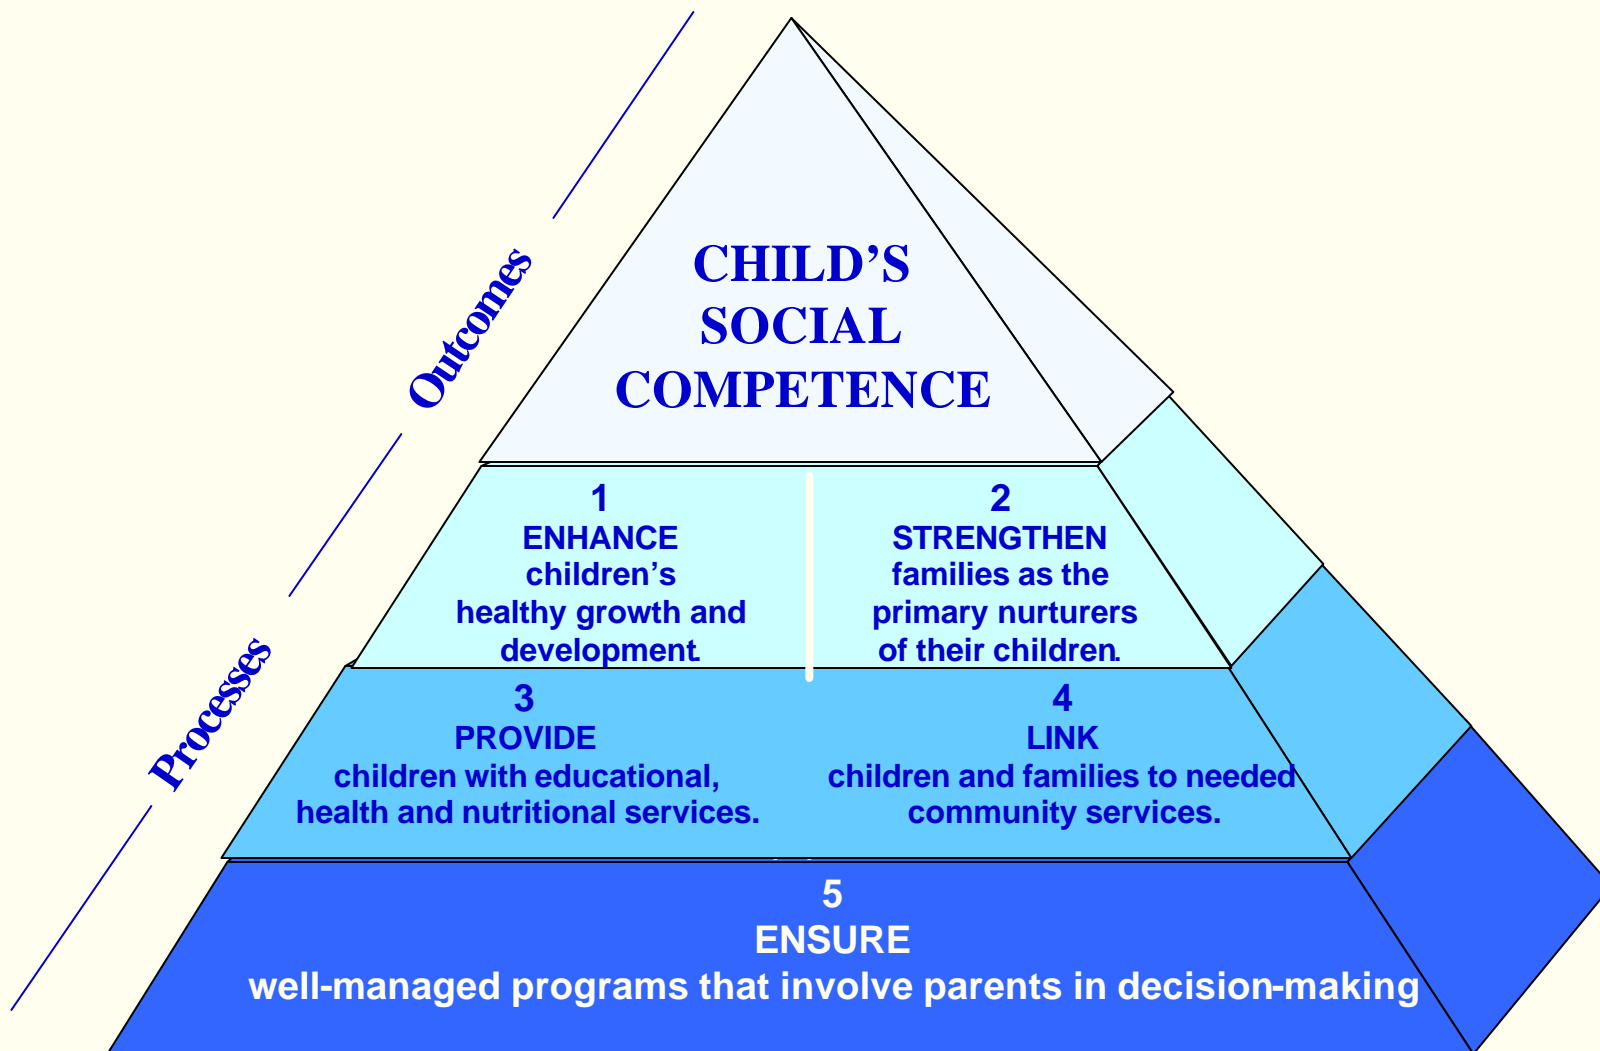 Outcomes
Processes
CHILD’S
SOCIAL
COMPETENCE
1
ENHANCE
children’s
healthy growth and
development.
2
STRENGTHEN
families as the
primary nurturers
of their children.
3
PROVIDE
children with educational,
health and nutritional services.
4
LINK
children and families to needed
community services.
5
ENSURE
well-managed programs that involve parents in decision-making